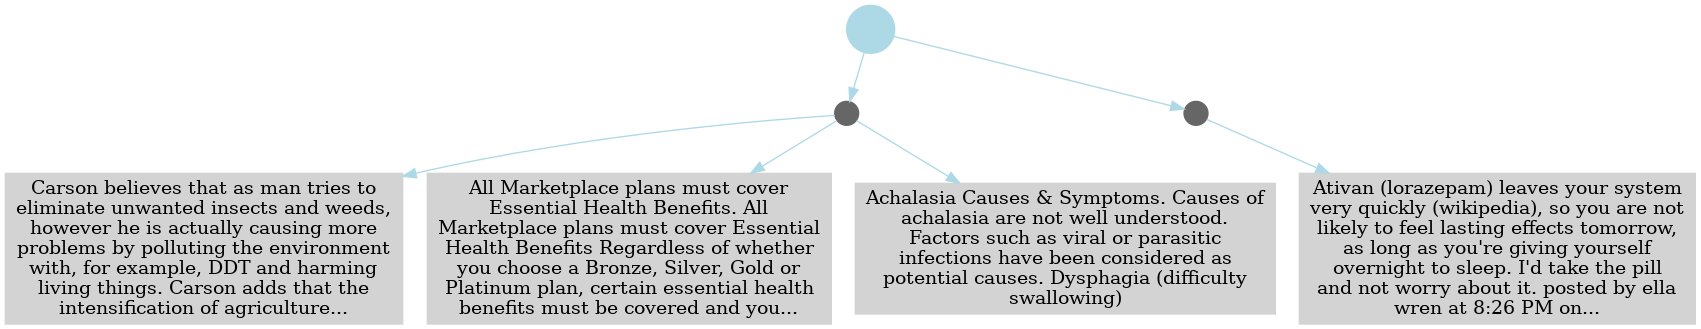 Carson believes that as man tries to
eliminate unwanted insects and weeds,
however he is actually causing more
problems by polluting the environment
with, for example, DDT and harming
living things. Carson adds that the
intensification of agriculture...
All Marketplace plans must cover
Essential Health Benefits. All
Marketplace plans must cover Essential
Health Benefits Regardless of whether
you choose a Bronze, Silver, Gold or
Platinum plan, certain essential health
benefits must be covered and you...
Achalasia Causes & Symptoms. Causes of
achalasia are not well understood.
Factors such as viral or parasitic
infections have been considered as
potential causes. Dysphagia (difficulty
swallowing)
Ativan (lorazepam) leaves your system
very quickly (wikipedia), so you are not
likely to feel lasting effects tomorrow,
as long as you're giving yourself
overnight to sleep. I'd take the pill
and not worry about it. posted by ella
wren at 8:26 PM on...